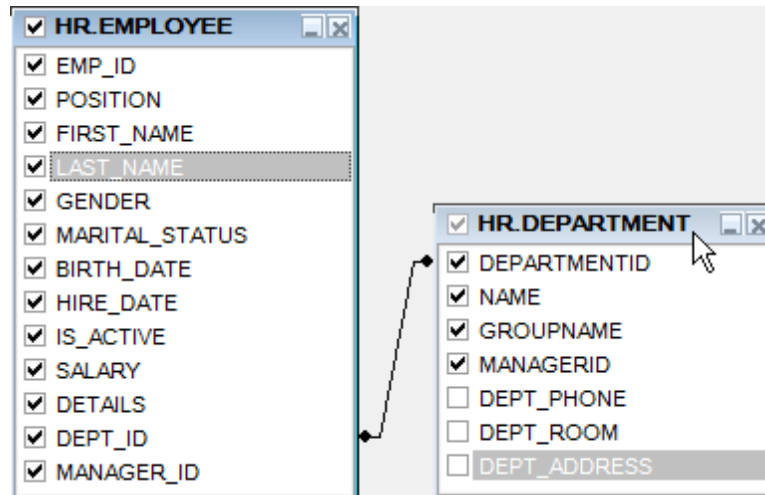 HR.EMPLOYEE
EMP_ID
POSITION
FIRST_NAME
LAST_NAME
GENDER
MARITAL_STATUS
BIRTH_DATE
HIRE_DATE
IS_ACTIVE
SALARY
DETAILS
DEPT_ID
MANAGER_ID
HR.DEPARTMENT
DEPARTMENTID
NAME
GROUPNAME
MANAGERID
DEPT_PHONE
DEPT_ROOM
DEPT_ADDRESS